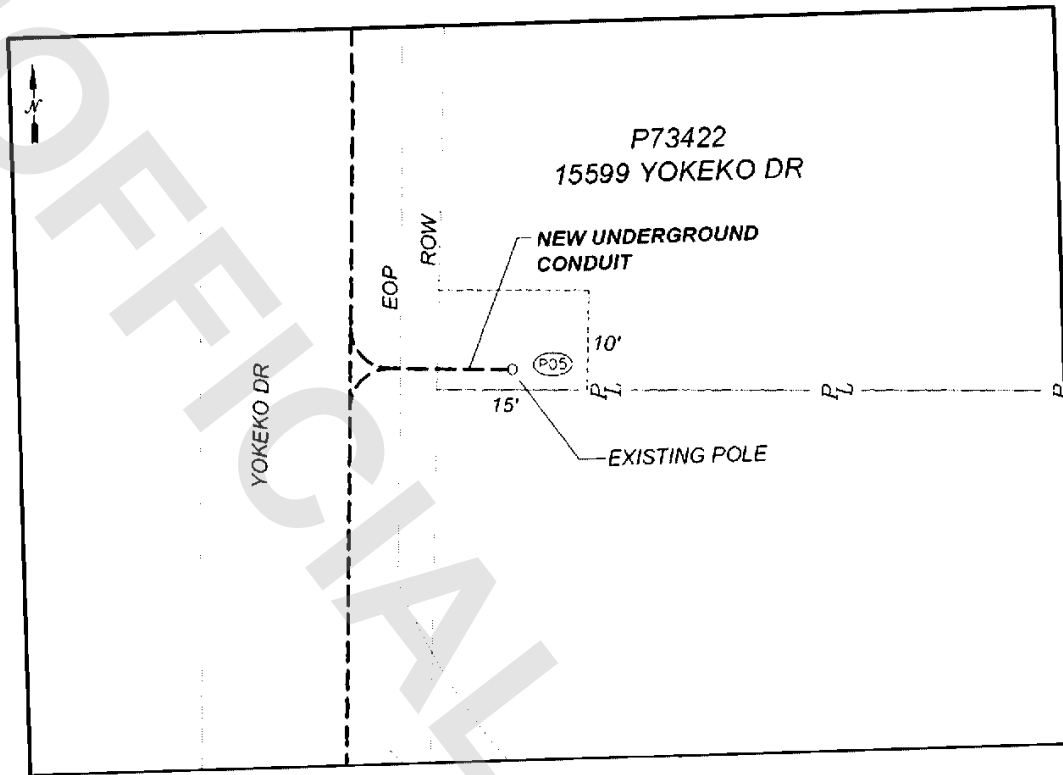 N
P73422
15599 YOKEKO DR
NEW UNDERGROUND
CONDUIT
ROW
EOP
10'
P05
PL
PL
P
15'
YOKEKO DR
EXISTING POLE
OFFICIAL